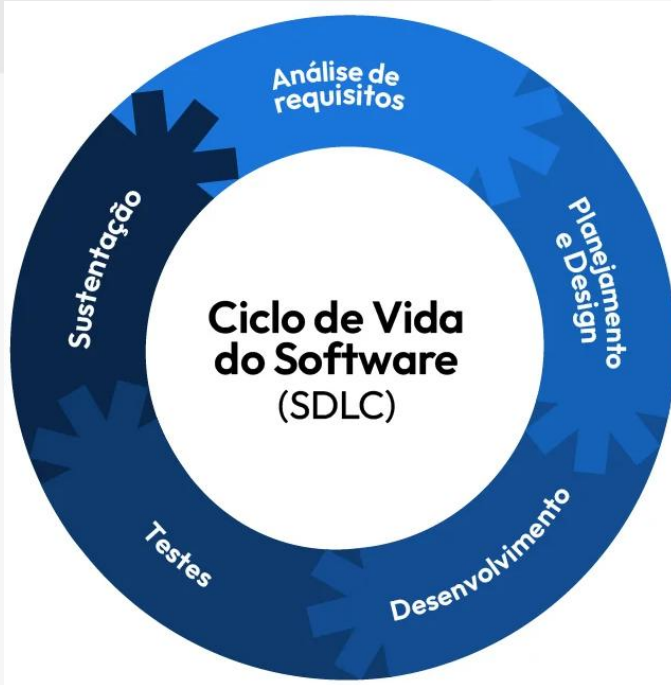 Análise de
requisitos
Planejamento
e Design
Desenvolvimento
Testes
Sustentação
Ciclo de Vida
do Software
(SDLC)